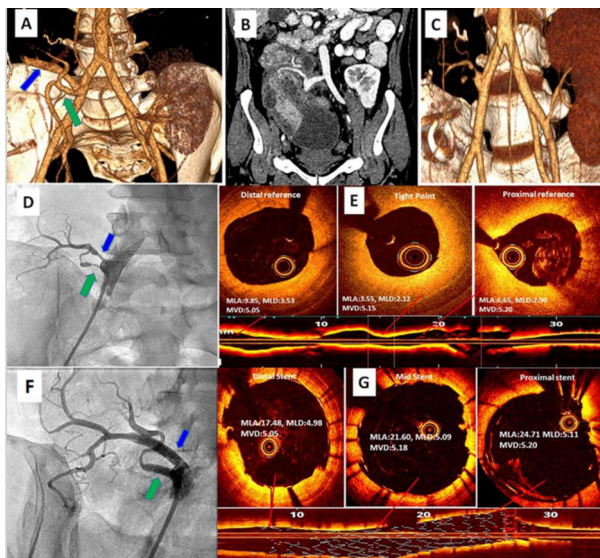 A
B
C
D
E
Distal reference
Tight Point
Proximal reference
MLA:9.85, MLD:3.53
MVD:5.05
MLA:3.55, MLD:2.12
MVD:5.15
MLA:6.65, MLD:2.90
MVD:5.20
10
20
30
F
G
Distal Stent
Mid Stent
Proximal stent
MLA:17.48, MLD:4.98
MVD:5.05
MLA:21.60, MLD:5.09
MVD:5.18
MLA:24.71 MLD:5.11
MVD:5.20
10
20
30